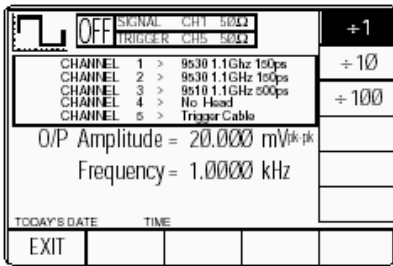 OFF
SIGNAL CH1 50Ω
TRIGGER CH5 50Ω
÷1
÷10
÷100
CHANNEL 1 > 9530 1.1Ghz 150ps
CHANNEL 2 > 9530 1.1Ghz 150ps
CHANNEL 3 > 9510 1.1Ghz 500ps
CHANNEL 4 > No Head
CHANNEL 5 > Trigger Cable
O/P Amplitude = 20.000 mVpk-pk
Frequency = 1.0000 kHz
TODAY'S DATE TIME
EXIT